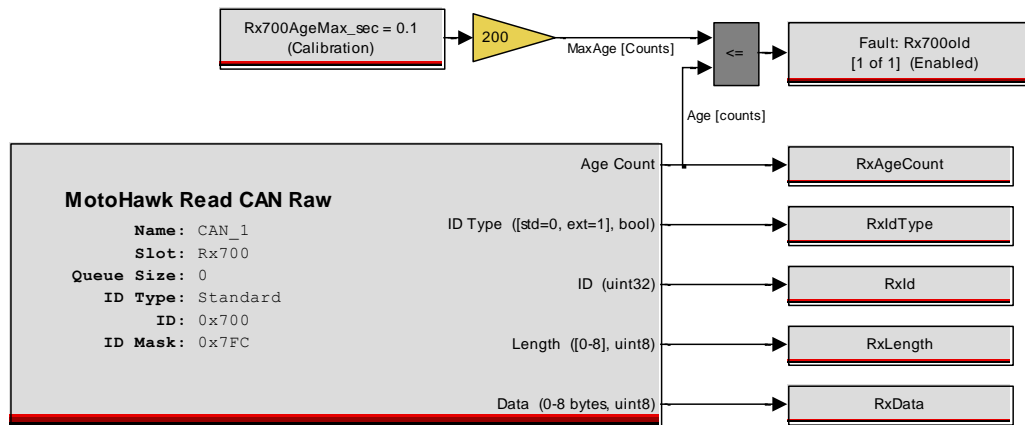 Rx700AgeMax_sec = 0.1
(Calibration)
200
MaxAge [Counts]
<=
Fault: Rx700old
[1 of 1]  (Enabled)
Age [counts]
MotoHawk Read CAN Raw
Name: CAN_1
Slot: Rx700
Queue Size: 0
ID Type: Standard
ID: 0x700
ID Mask: 0x7FC
Age Count
RxAgeCount
ID Type  ([std=0, ext=1], bool)
RxIdType
ID  (uint32)
RxId
Length  ([0-8], uint8)
RxLength
Data  (0-8 bytes, uint8)
RxData